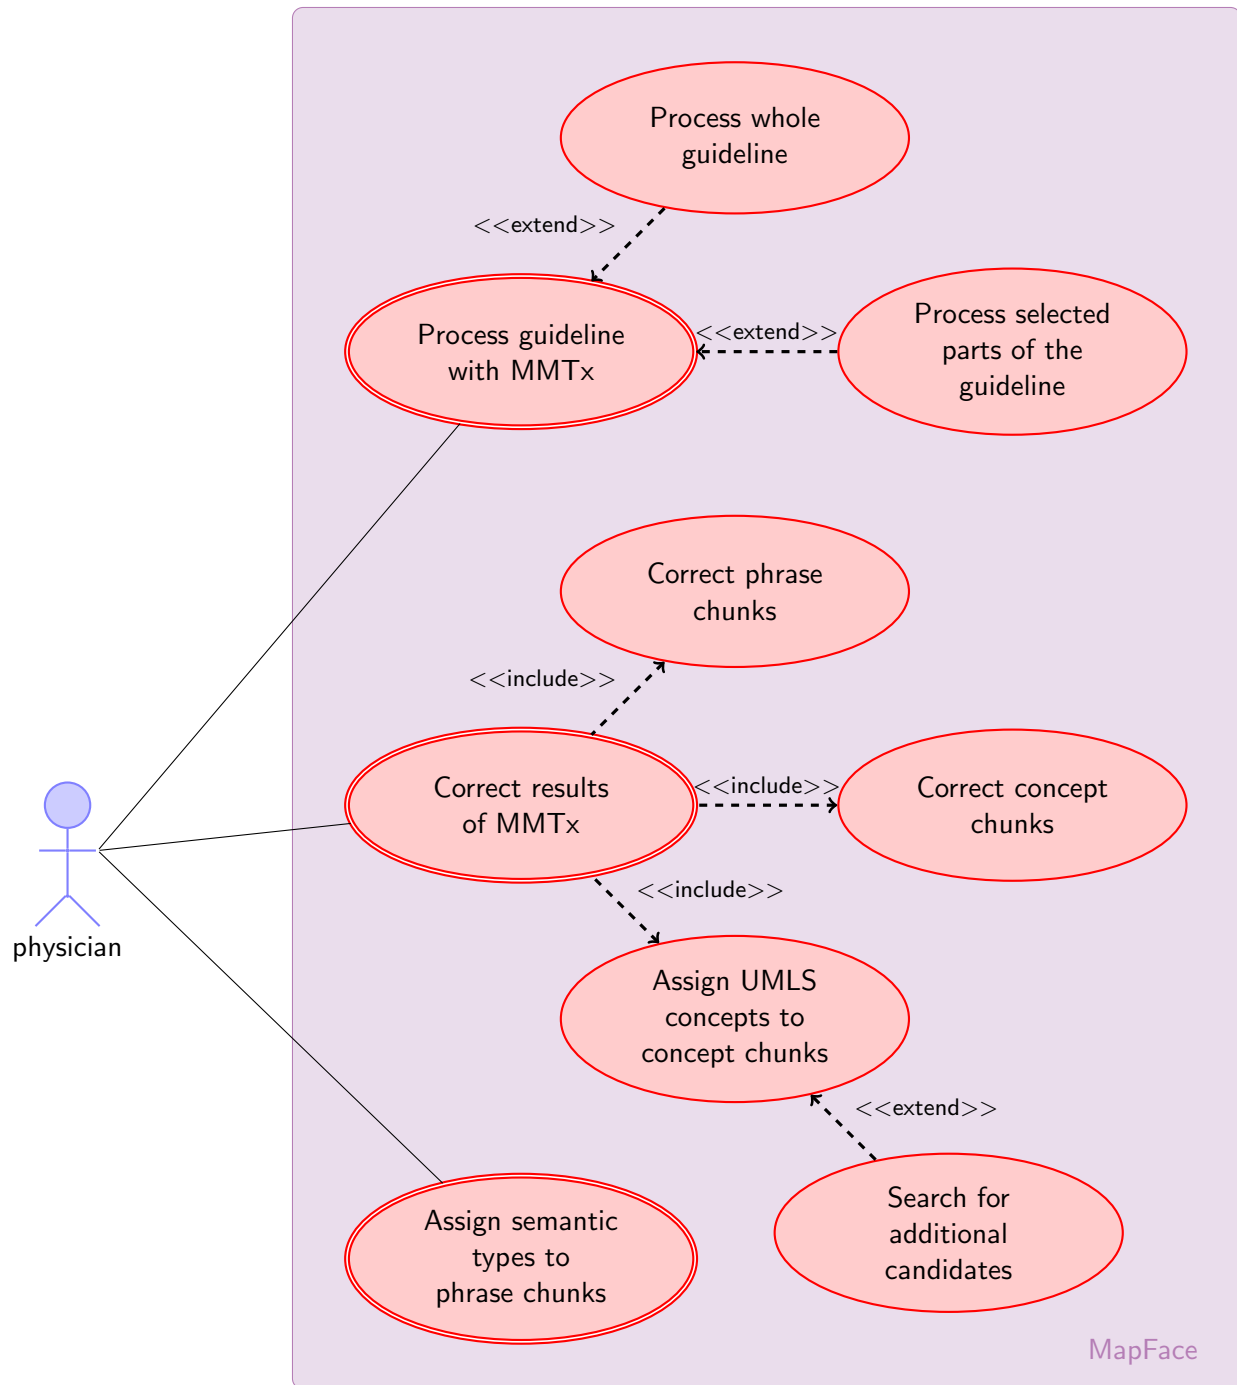 Process whole
guideline
<<extend>>
Process guideline
with MMTx
<<extend>>
Process selected
parts of the
guideline
Correct phrase
chunks
<<include>>
Correct results
of MMTx
<<include>>
Correct concept
chunks
physician
<<include>>
Assign UMLS
concepts to
concept chunks
<<extend>>
Assign semantic
types to
phrase chunks
Search for
additional
candidates
MapFace